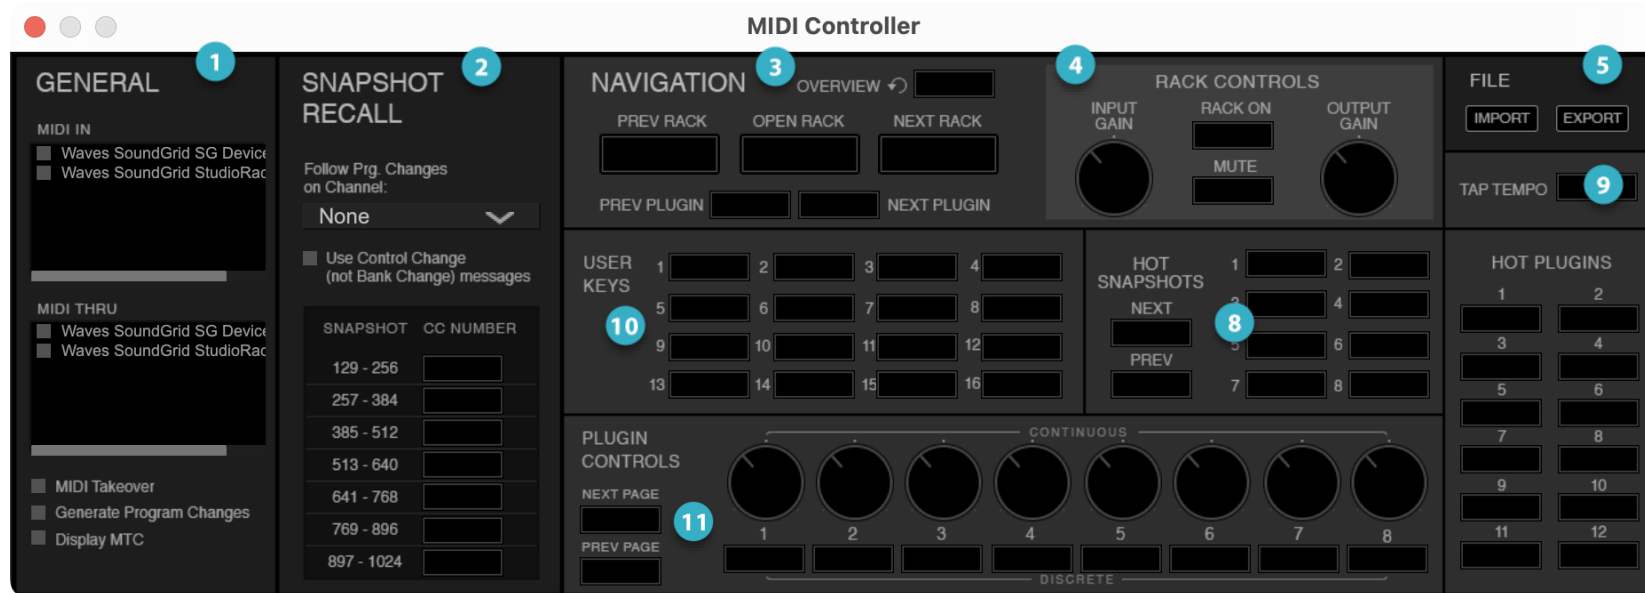 MIDI Controller
GENERAL
1
MIDI IN
Waves SoundGrid SG Device
Waves SoundGrid StudioRac
MIDI THRU
Waves SoundGrid SG Device
Waves SoundGrid StudioRac
MIDI Takeover
Generate Program Changes
Display MTC
SNAPSHOT
RECALL
2
Follow Prg. Changes
on Channel:
None
Use Control Change
(not Bank Change) messages
SNAPSHOT CC NUMBER
129 - 256
257 - 384
385 - 512
513 - 640
641 - 768
769 - 896
897 - 1024
NAVIGATION
3
OVERVIEW
PREV RACK OPEN RACK NEXT RACK
PREV PLUGIN NEXT PLUGIN
4
RACK CONTROLS
INPUT
GAIN
RACK ON
MUTE
OUTPUT
GAIN
FILE
5
IMPORT EXPORT
TAP TEMPO
9
USER
KEYS
10
1 2 3 4
5 6 7 8
9 10 11 12
13 14 15 16
HOT
SNAPSHOTS
NEXT
PREV
8
1 2
3 4
5 6
7 8
HOT PLUGINS
1 2
3 4
5 6
7 8
9 10
11 12
PLUGIN
CONTROLS
NEXT PAGE
11
PREV PAGE
CONTINUOUS
1 2 3 4 5 6 7 8
DISCRETE